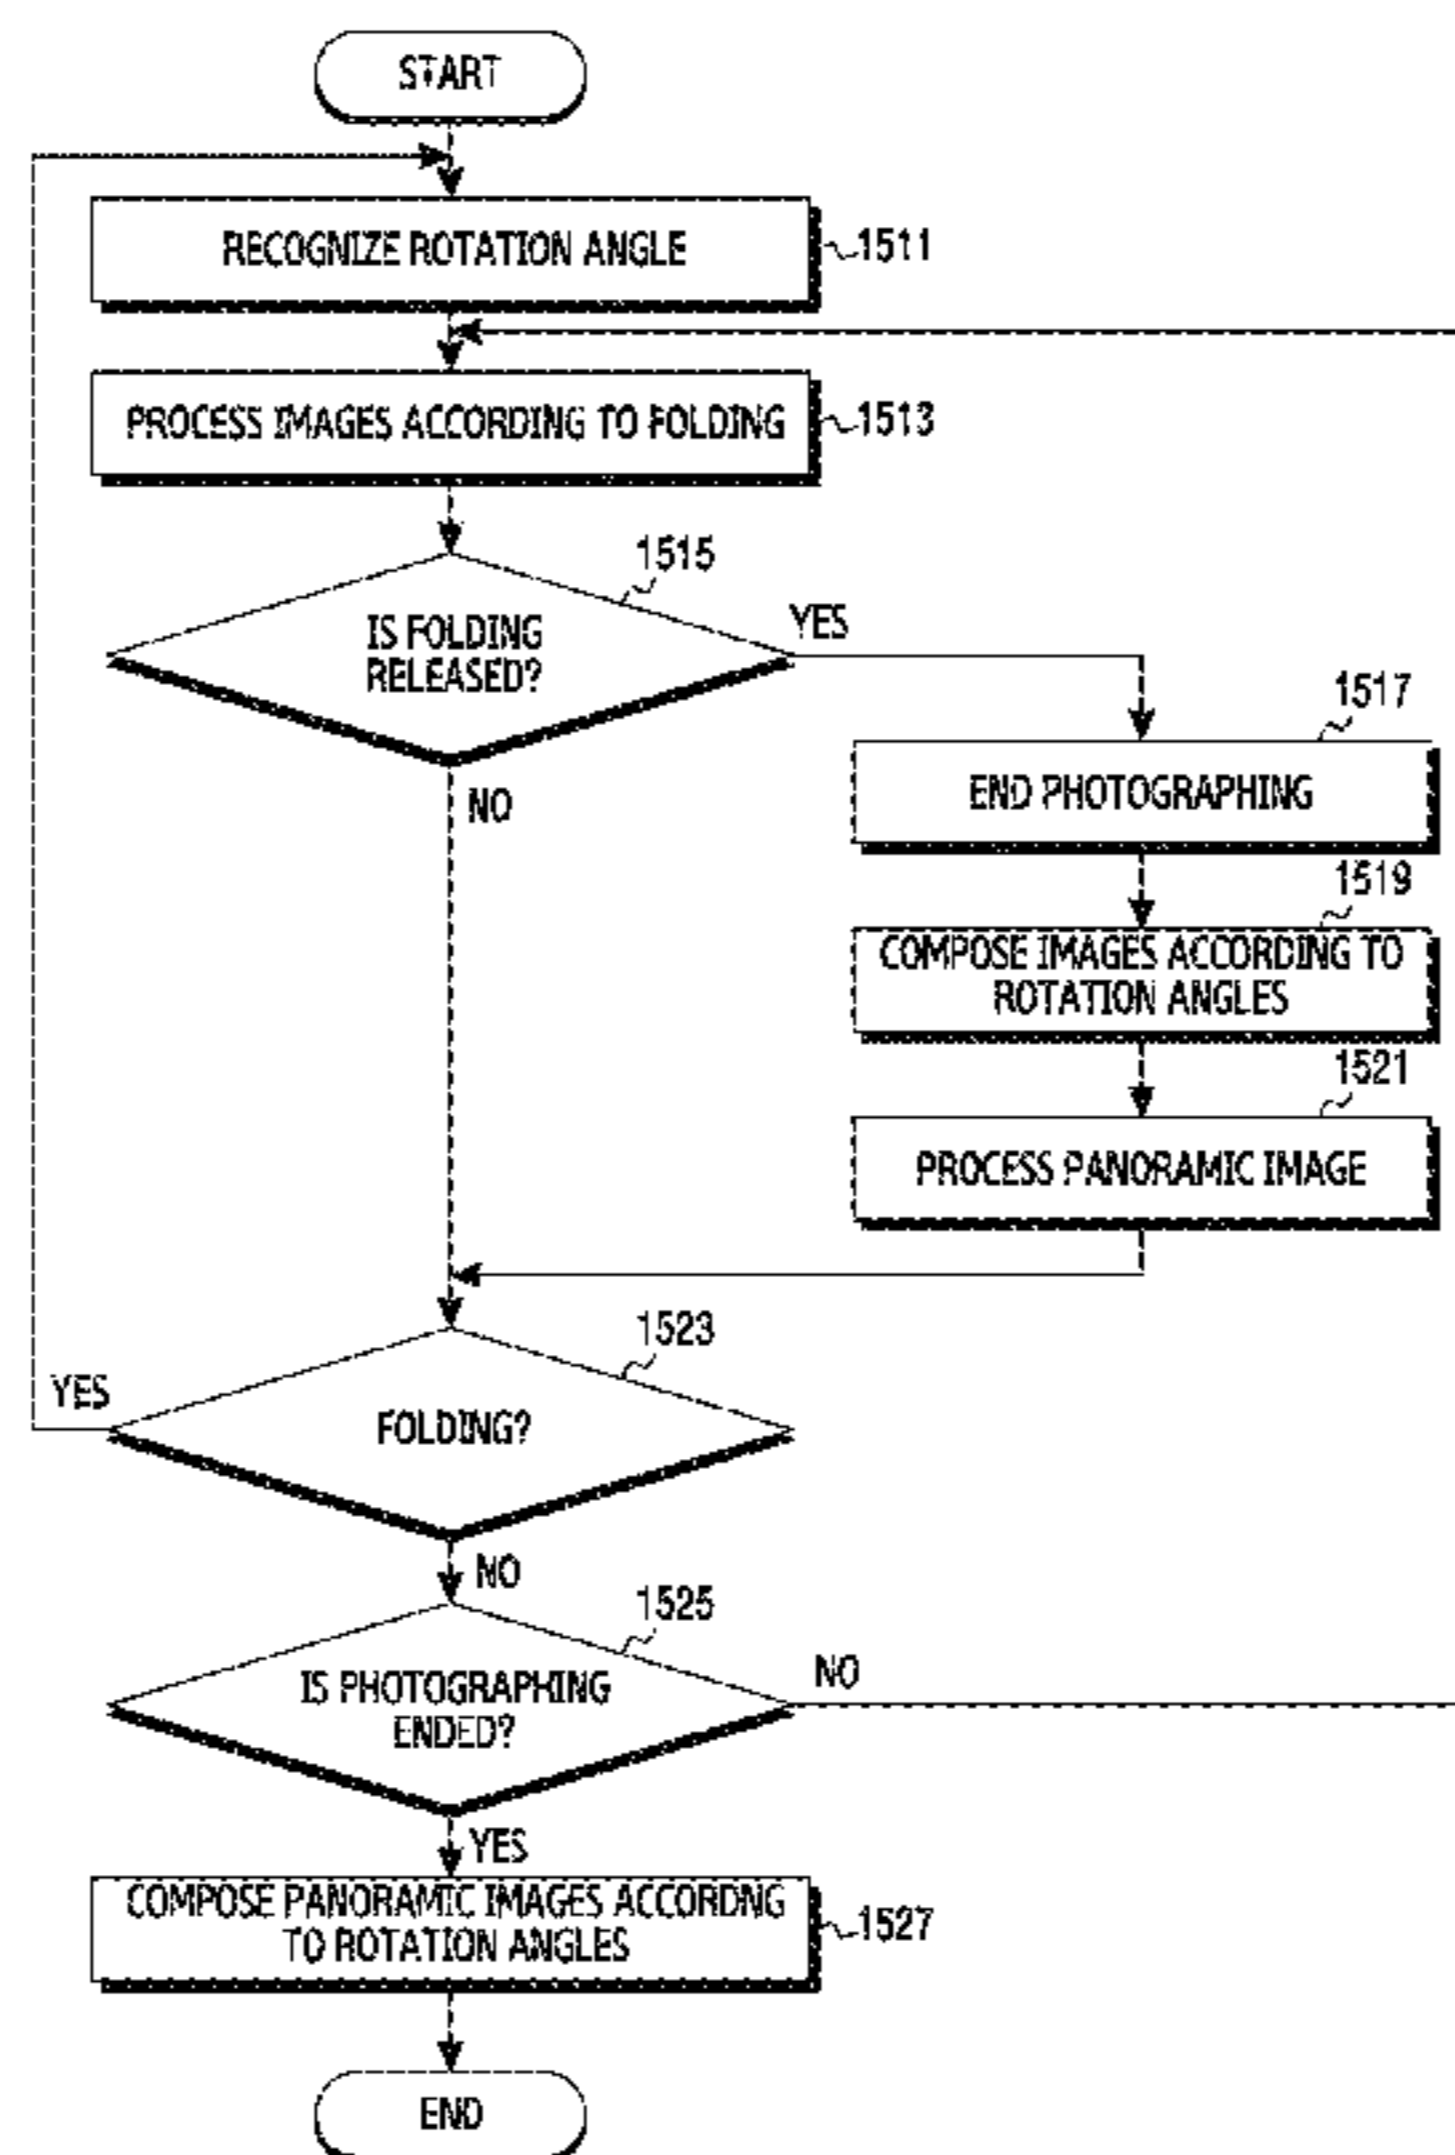 START
RECOGNIZE ROTATION ANGLE
1511
PROCESS IMAGES ACCORDING TO FOLDING
1513
1515
IS FOLDING
RELEASED?
YES
NO
1517
END PHOTOGRAPHING
1519
COMPOSE IMAGES ACCORDING TO
ROTATION ANGLES
1521
PROCESS PANORAMIC IMAGE
1523
YES
FOLDING?
NO
1525
IS PHOTOGRAPHING
ENDED?
NO
YES
COMPOSE PANORAMIC IMAGES ACCORDNG
TO ROTATION ANGLES
1527
END